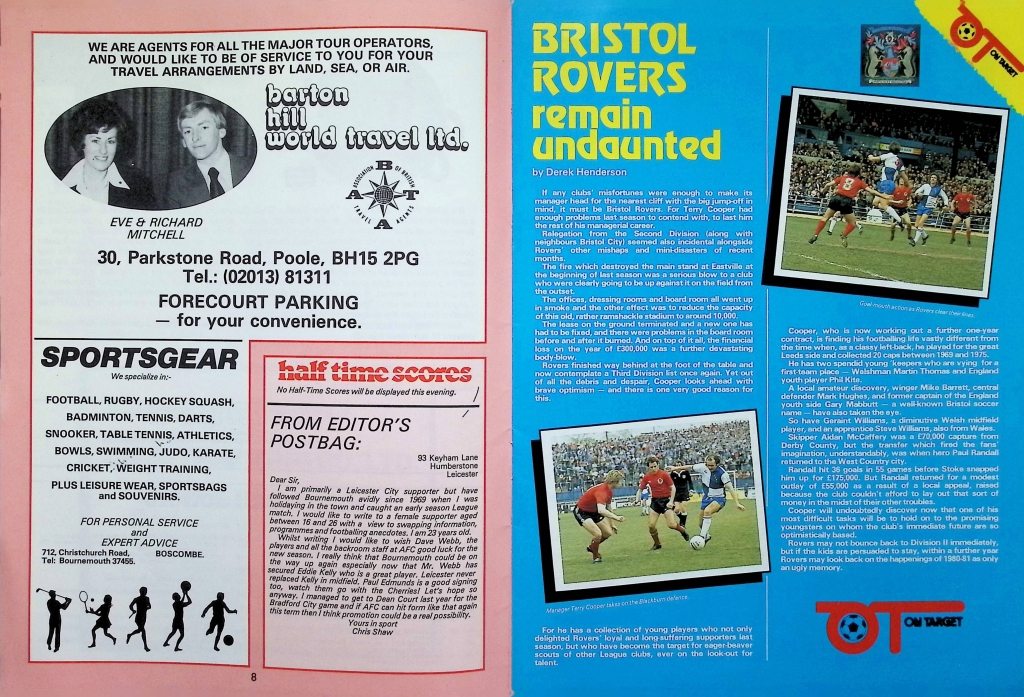 WE ARE AGENTS FOR ALL THE MAJOR TOUR OPERATORS,
AND WOULD LIKE TO BE OF SERVICE TO YOU FOR YOUR
TRAVEL ARRANGEMENTS BY LAND, SEA, OR AIR.
barton
hill
world travel ltd.
ASSOCIATION OF BRITISH
TRAVEL AGENTS
A B T A
EVE & RICHARD
MITCHELL
30, Parkstone Road, Poole, BH15 2PG
Tel.: (02013) 81311
FORECOURT PARKING
— for your convenience.
SPORTSGEAR
We specialize in:-
FOOTBALL, RUGBY, HOCKEY SQUASH,
BADMINTON, TENNIS, DARTS,
SNOOKER, TABLE TENNIS, ATHLETICS,
BOWLS, SWIMMING, JUDO, KARATE,
CRICKET, WEIGHT TRAINING,
PLUS LEISURE WEAR, SPORTSBAGS
and SOUVENIRS.
FOR PERSONAL SERVICE
and
EXPERT ADVICE
712, Christchurch Road, BOSCOMBE.
Tel: Bournemouth 37455.
half time scores
No Half-Time Scores will be displayed this evening.
FROM EDITOR'S
POSTBAG:
93 Keyham Lane
Humberstone
Leicester
Dear Sir,
I am primarily a Leicester City supporter but have
followed Bournemouth avidly since 1969 when I was
holidaying in the town and caught an early season League
match. I would like to write to a female supporter aged
between 16 and 26 with a view to swapping information,
programmes and footballing anecdotes. I am 23 years old.
Whilst writing I would like to wish Dave Webb, the
players and all the backroom staff at AFC good luck for the
new season. I really think that Bournemouth could be on
the way up again especially now that Mr. Webb has
secured Eddie Kelly who is a great player. Leicester never
replaced Kelly in midfield. Paul Edmunds is a good signing
too, watch them go with the Cherries! Let's hope so
anyway. I managed to get to Dean Court last year for the
Bradford City game and if AFC can hit form like that again
this term then I think promotion could be a real possibility.
Yours in sport
Chris Shaw
8
BRISTOL
ROVERS
remain
undaunted
by Derek Henderson
If any clubs' misfortunes were enough to make its
manager head for the nearest cliff with the big jump-off in
mind, it must be Bristol Rovers. For Terry Cooper had
enough problems last season to contend with, to last him
the rest of his managerial career.
Relegation from the Second Division (along with
neighbours Bristol City) seemed also incidental alongside
Rovers' other mishaps and mini-disasters of recent
months.
The fire which destroyed the main stand at Eastville at
the beginning of last season was a serious blow to a club
who were clearly going to be up against it on the field from
the outset.
The offices, dressing rooms and board room all went up
in smoke and the other effect was to reduce the capacity
of this old, rather ramshackle stadium to around 10,000.
The lease on the ground terminated and a new one has
had to be fixed, and there were problems in the board room
before and after it burned. And on top of it all, the financial
loss on the year of £300,000 was a further devastating
body-blow.
Rovers finished way behind at the foot of the table and
now contemplate a Third Division list once again. Yet out
of all the debris and despair, Cooper looks ahead with
brave optimism — and there is one very good reason for
this.
Manager Terry Cooper takes on the Blackburn defence.
For he has a collection of young players who not only
delighted Rovers' loyal and long-suffering supporters last
season, but who have become the target for eager-beaver
scouts of other League clubs, ever on the look-out for
talent.
OT
ON TARGET
8
Goal-mouth action as Rovers clear their lines.
Cooper, who is now working out a further one-year
contract, is finding his footballing life vastly different from
the time when, as a classy left-back, he played for the great
Leeds side and collected 20 caps between 1969 and 1975.
He has two spendid young keepers who are vying for a
first-team place — Welshman Martin Thomas and England
youth player Phil Kite.
A local amateur discovery, winger Mike Barrett, central
defender Mark Hughes, and former captain of the England
youth side Gary Mabbutt — a well-known Bristol soccer
name — have also taken the eye.
So have Geraint Williams, a diminutive Welsh midfield
player, and an apprentice Steve Williams, also from Wales.
Skipper Aidan McCaffery was a £70,000 capture from
Derby County, but the transfer which fired the fans'
imagination, understandably, was when hero Paul Randall
returned to the West Country city.
Randall hit 36 goals in 55 games before Stoke snapped
him up for £175,000. But Randall returned for a modest
outlay of £55,000 as a result of a local appeal, raised
because the club couldn't afford to lay out that sort of
money in the midst of their other troubles.
Cooper will undoubtedly discover now that one of his
most difficult tasks will be to hold on to the promising
youngsters on whom the club's immediate future are so
optimistically based.
Rovers may not bounce back to Division II immediately,
but if the kids are persuaded to stay, within a further year
Rovers may look back on the happenings of 1980-81 as only
an ugly memory.
OT
ON TARGET